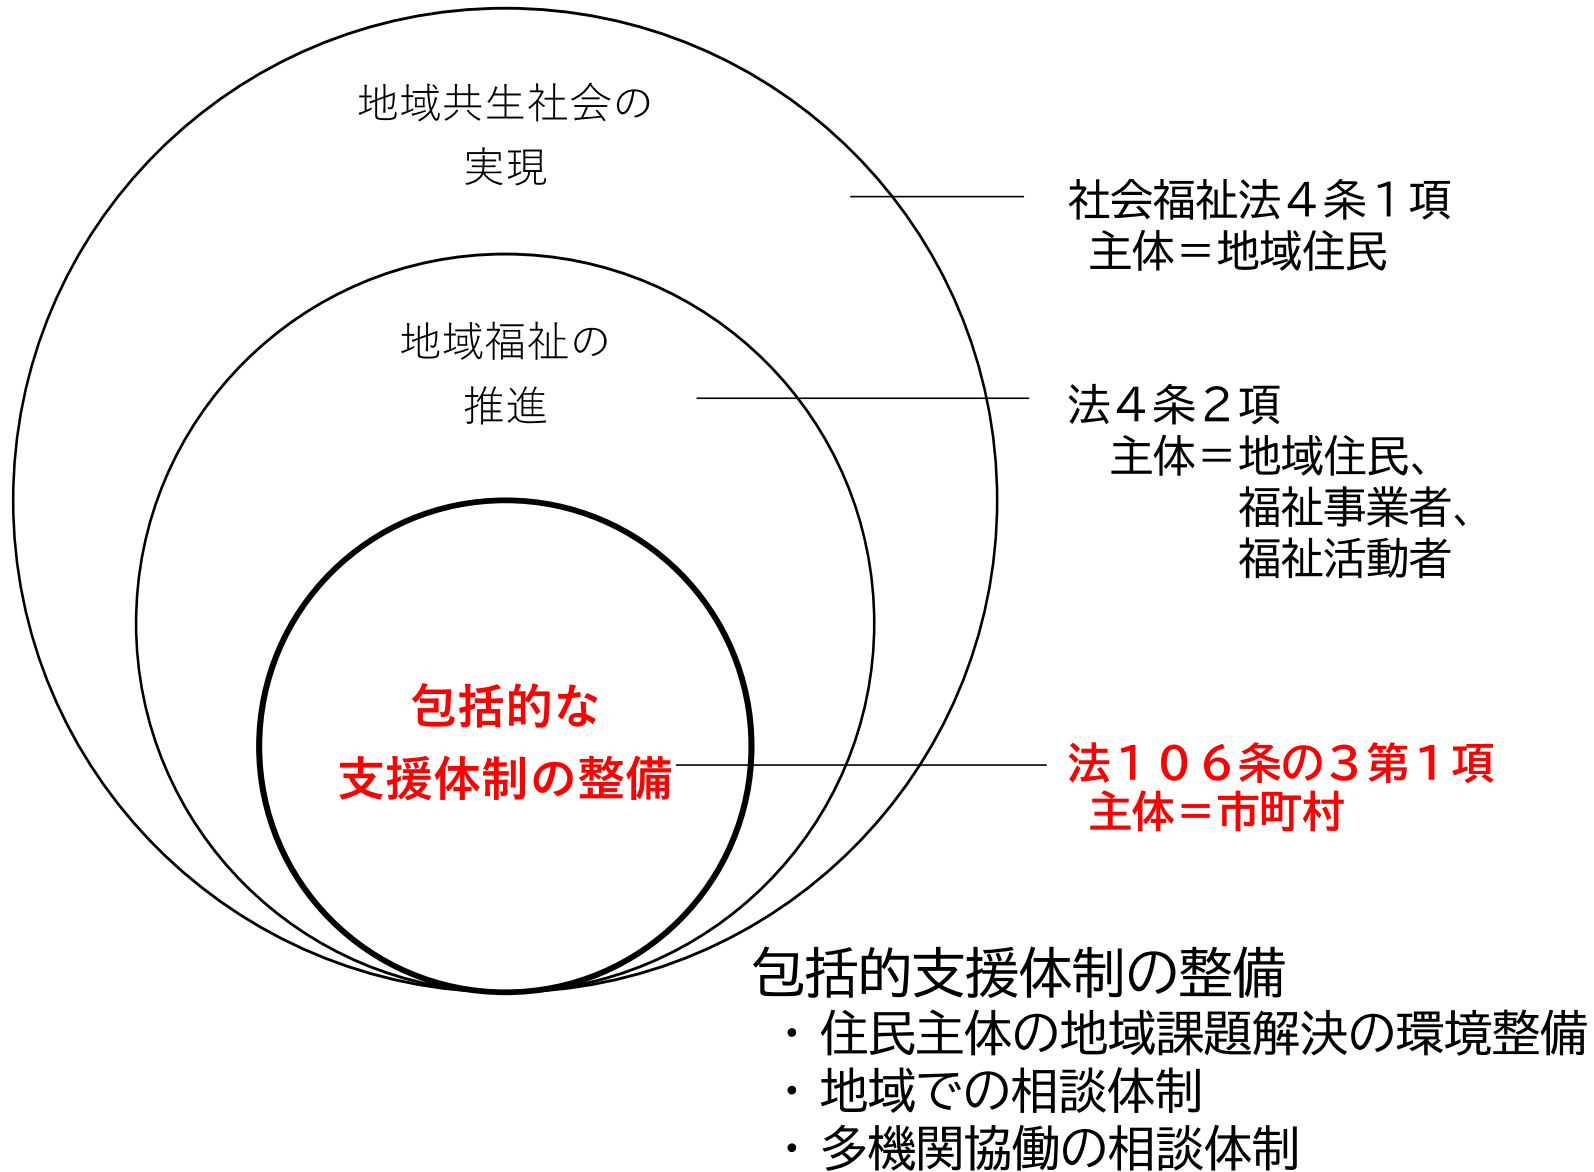 地域共生社会の
実現
社会福祉法４条１項
主体＝地域住民
地域福祉の
推進
法４条２項
主体＝地域住民、
福祉事業者、
福祉活動者
包括的な
支援体制の整備
法１０６条の３第１項
主体＝市町村
包括的支援体制の整備
・住民主体の地域課題解決の環境整備
・地域での相談体制
・多機関協働の相談体制